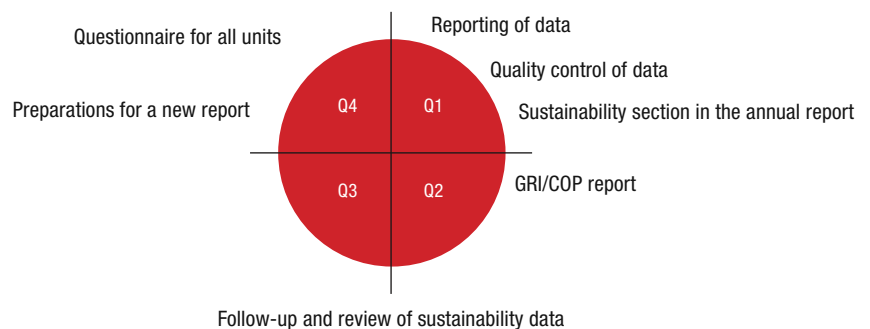 Reporting of data
Questionnaire for all units
Quality control of data
Preparations for a new report
Q4
Q1
Sustainability section in the annual report
GRI/COP report
Q3
Q2
Follow-up and review of sustainability data